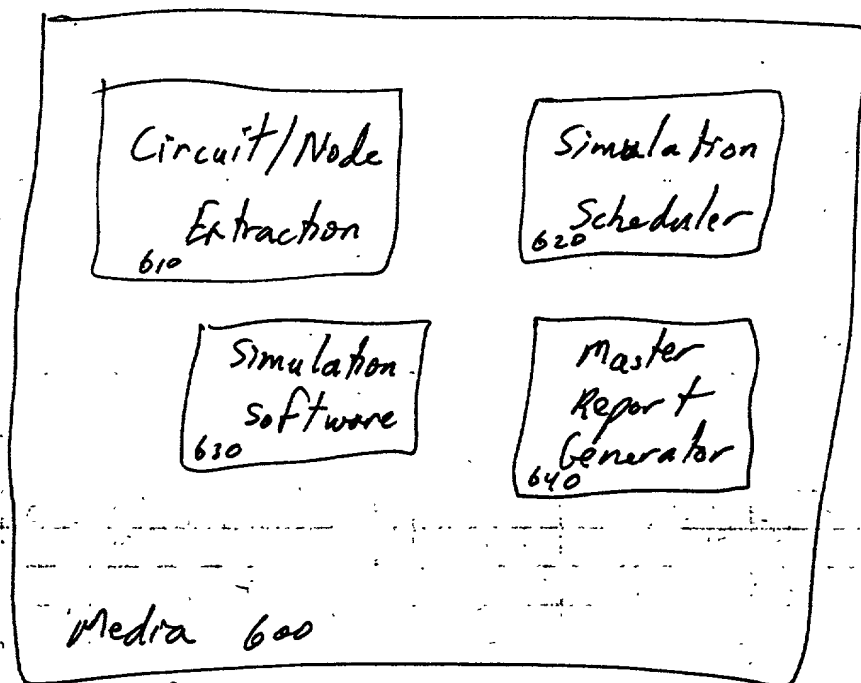 Circuit/Node
Extraction
610
Simulation
Scheduler
620
Simulation
Software
630
Master
Report
Generator
640
Media 600